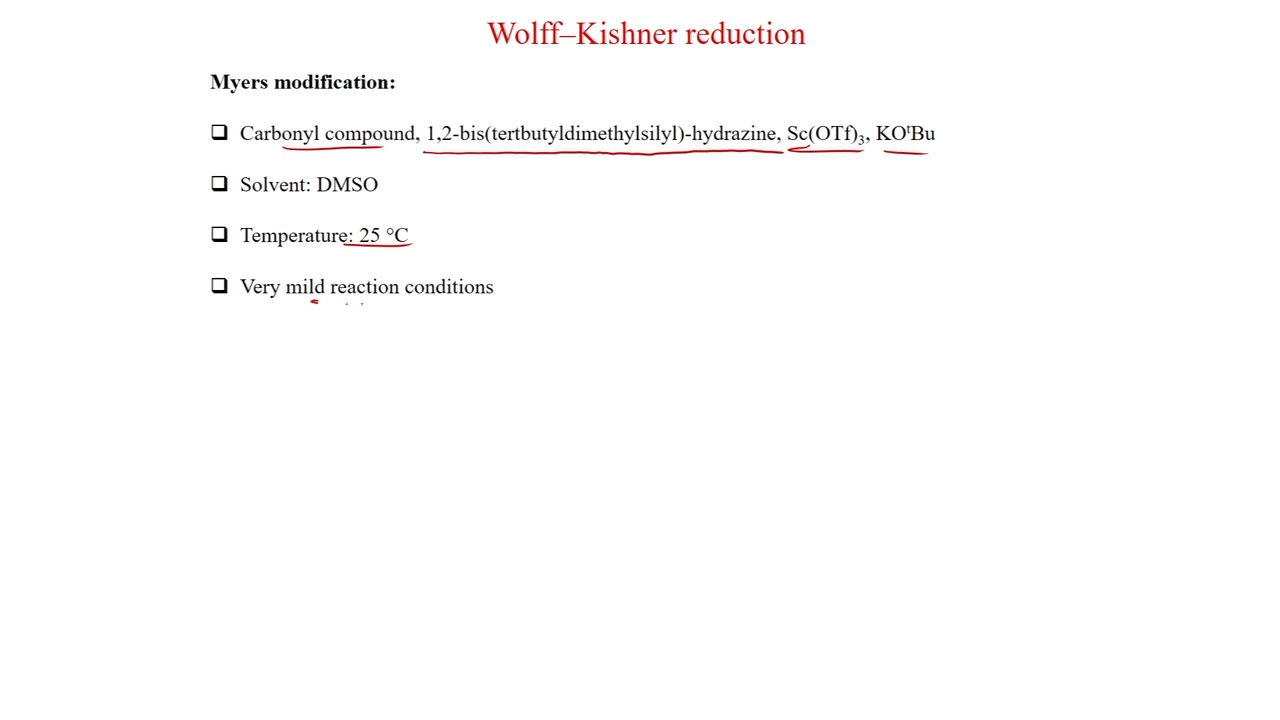 Wolff–Kishner reduction
Myers modification:
❑ Carbonyl compound, 1,2-bis(tertbutyldimethylsilyl)-hydrazine, Sc(OTf)₃, KOᵗBu
❑ Solvent: DMSO
❑ Temperature: 25 °C
❑ Very mild reaction conditions